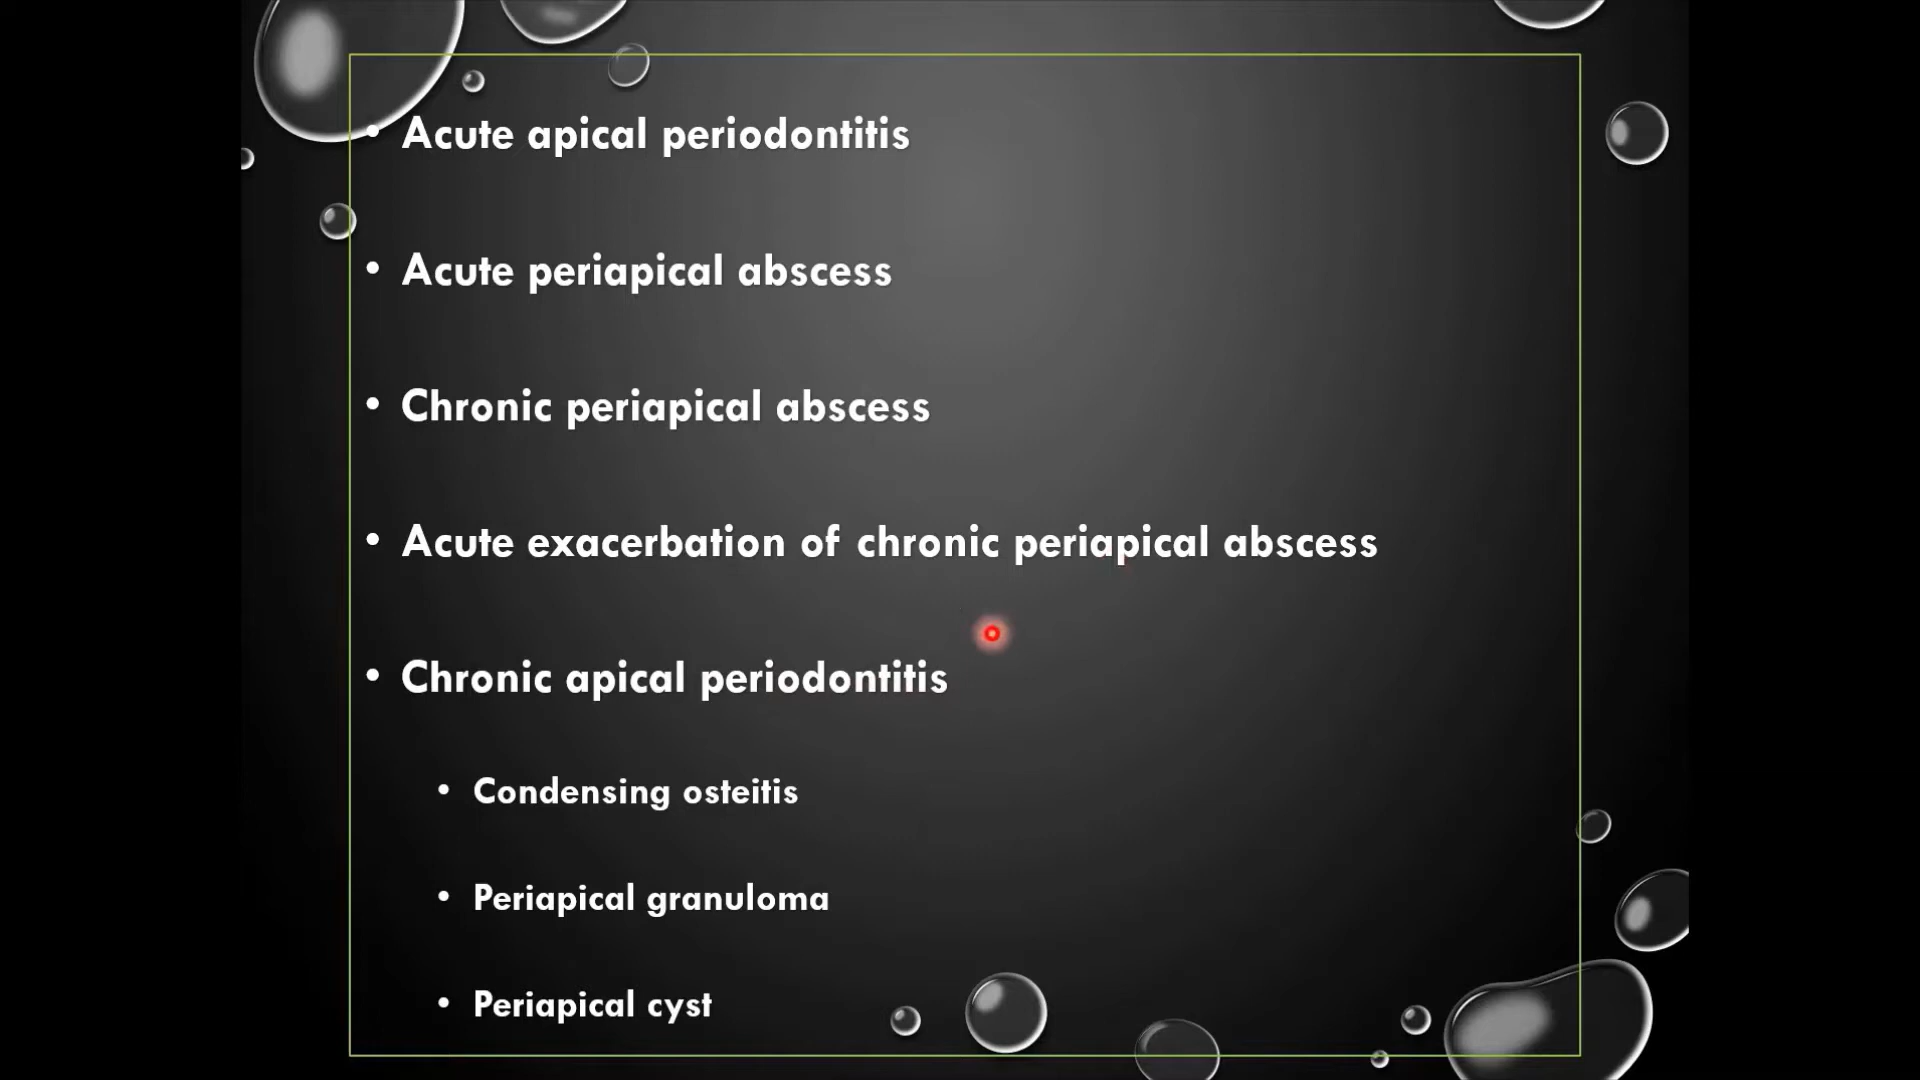 • Acute apical periodontitis
• Acute periapical abscess
• Chronic periapical abscess
• Acute exacerbation of chronic periapical abscess
• Chronic apical periodontitis
• Condensing osteitis
• Periapical granuloma
• Periapical cyst